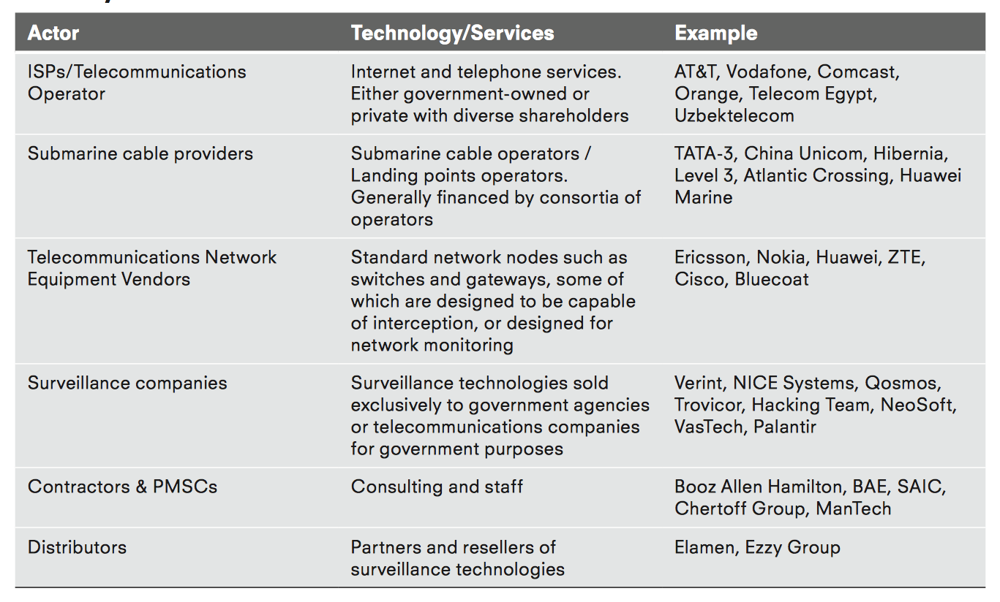 Actor Technology/Services Example
ISPs/Telecommunications
Operator
Internet and telephone services.
Either government-owned or
private with diverse shareholders
AT&T, Vodafone, Comcast,
Orange, Telecom Egypt,
Uzbektelecom
Submarine cable providers
Submarine cable operators /
Landing points operators.
Generally financed by consortia of
operators
TATA-3, China Unicom, Hibernia,
Level 3, Atlantic Crossing, Huawei
Marine
Telecommunications Network
Equipment Vendors
Standard network nodes such as
switches and gateways, some of
which are designed to be capable
of interception, or designed for
network monitoring
Ericsson, Nokia, Huawei, ZTE,
Cisco, Bluecoat
Surveillance companies
Surveillance technologies sold
exclusively to government agencies
or telecommunications companies
for government purposes
Verint, NICE Systems, Qosmos,
Trovicor, Hacking Team, NeoSoft,
VasTech, Palantir
Contractors & PMSCs
Consulting and staff
Booz Allen Hamilton, BAE, SAIC,
Chertoff Group, ManTech
Distributors
Partners and resellers of
surveillance technologies
Elamen, Ezzy Group